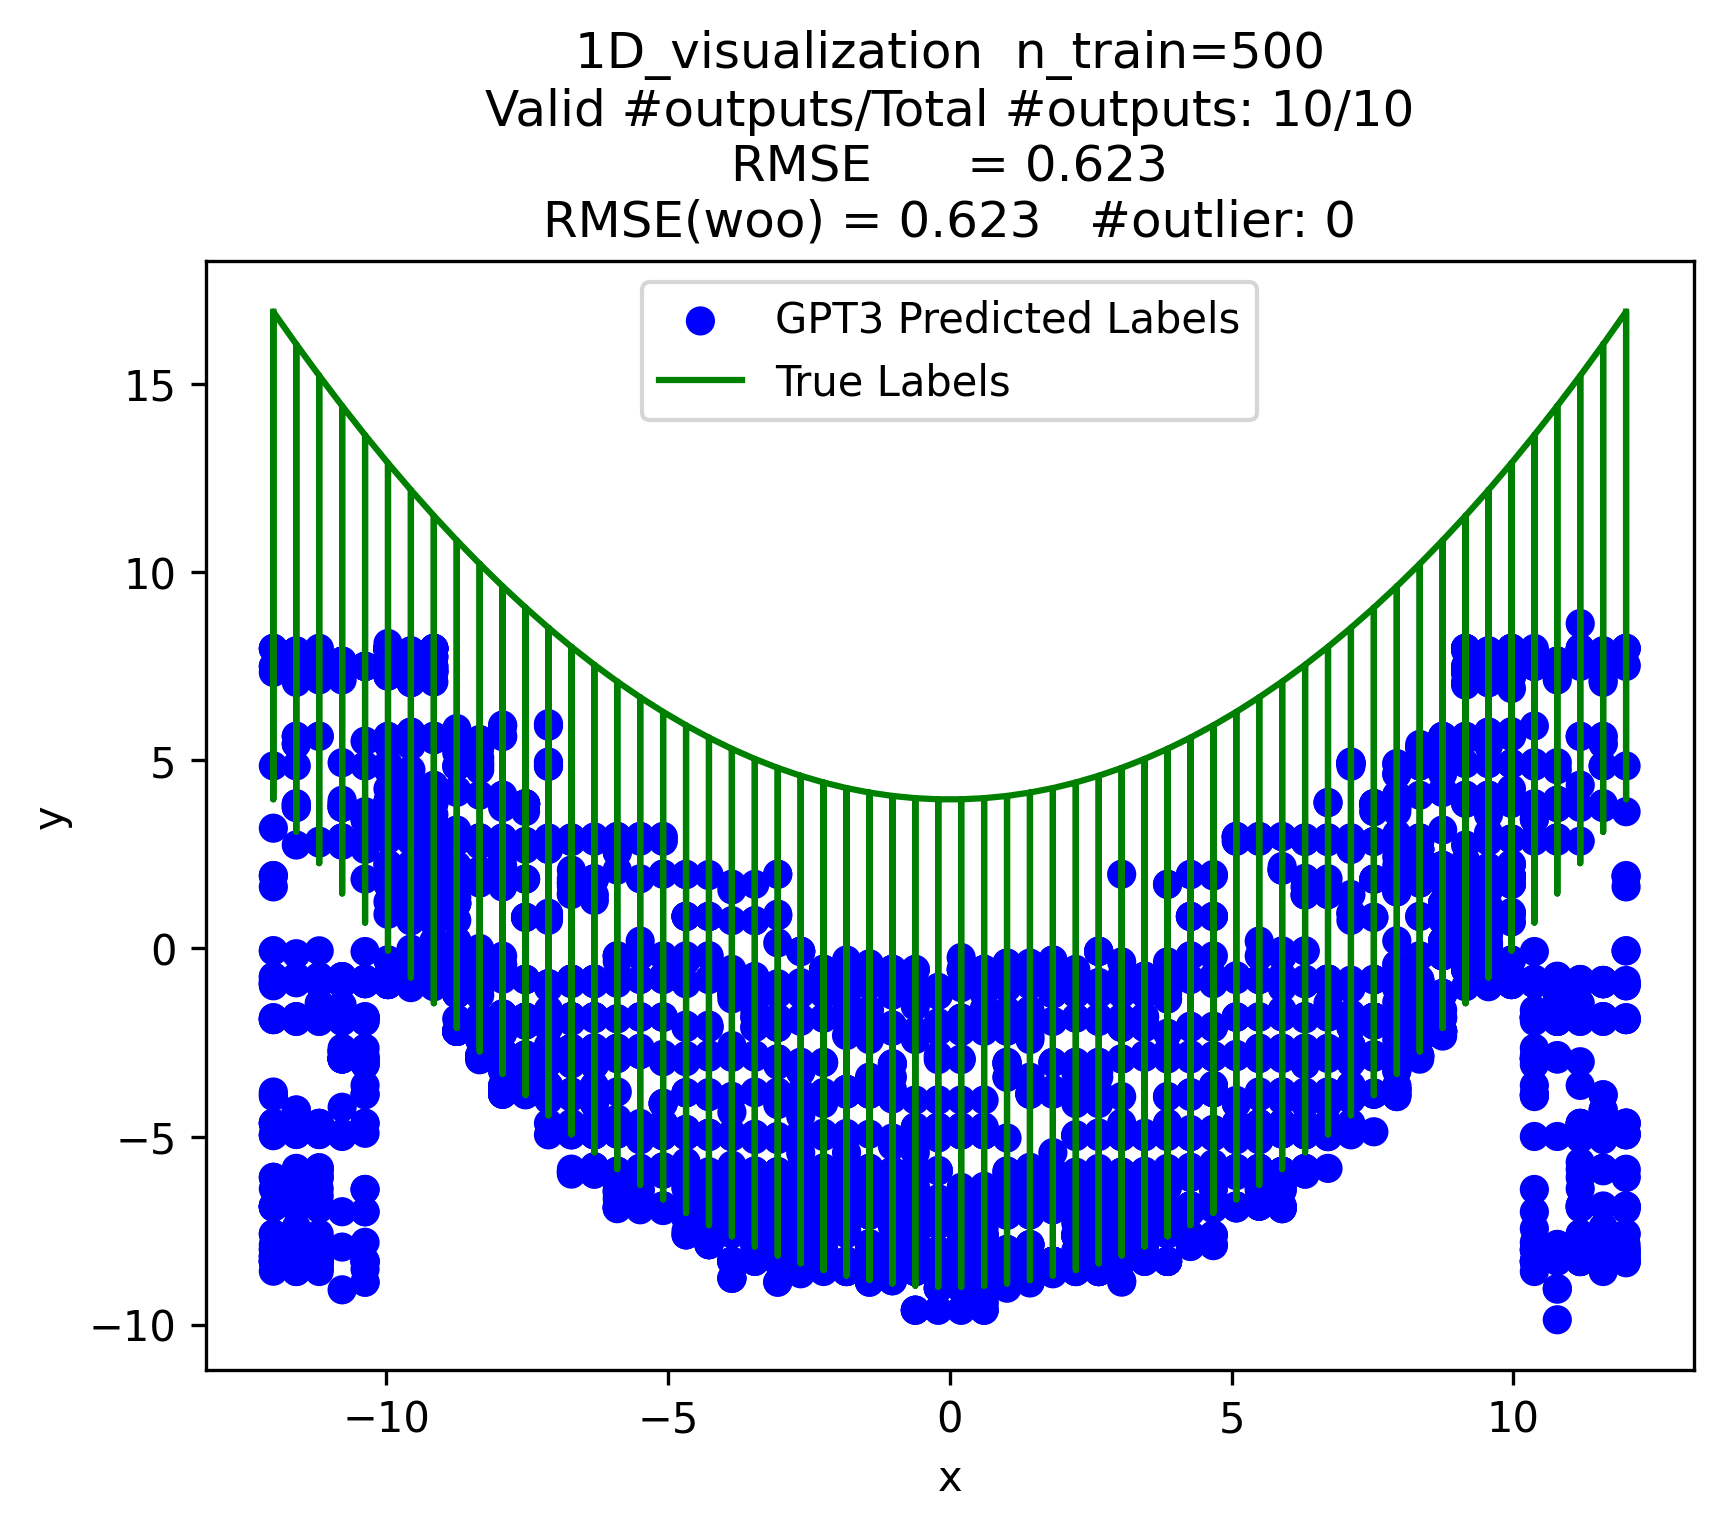 1D_visualization n_train=500
Valid #outputs/Total #outputs: 10/10
RMSE = 0.623
RMSE(woo) = 0.623 #outlier: 0
GPT3 Predicted Labels
True Labels
15
10
5
0
−5
−10
y
−10 −5 0 5 10
x